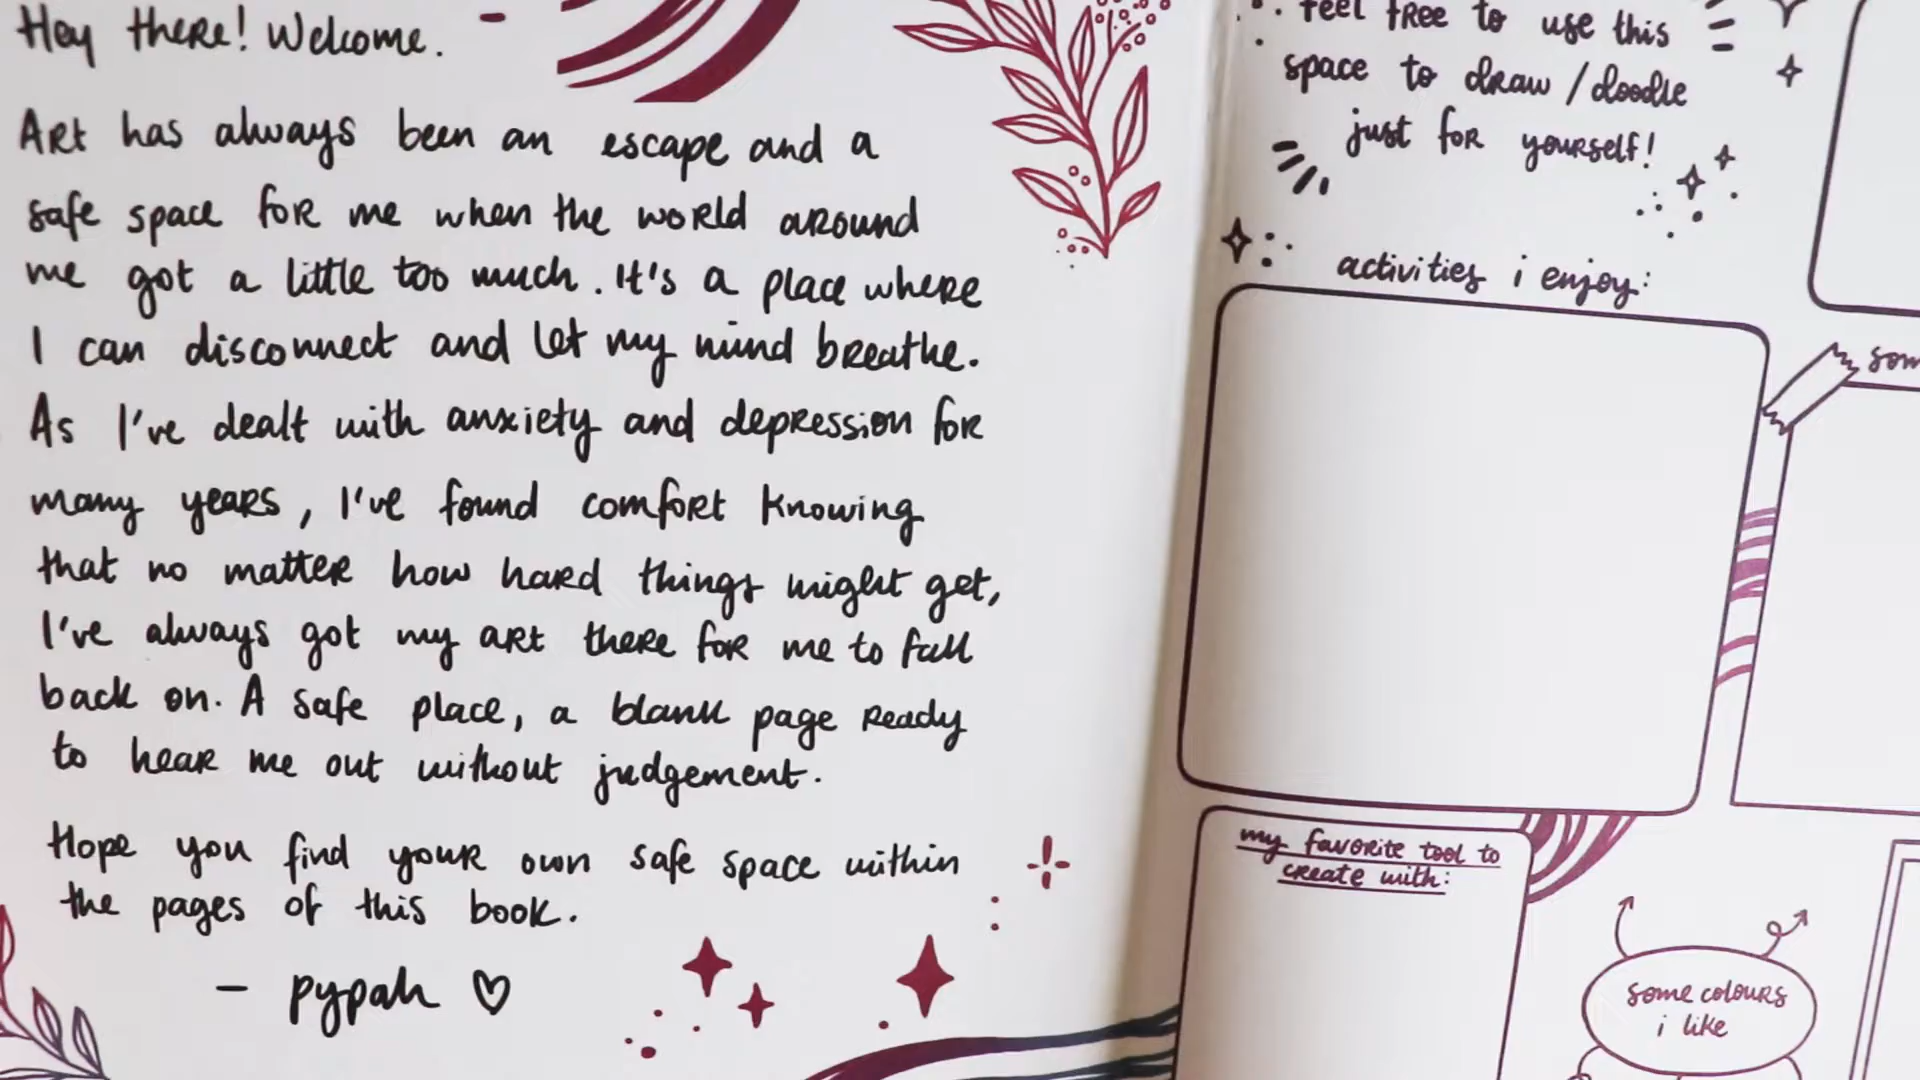 Hey there! Welcome.
Art has always been an escape and a
safe space for me when the world around
me got a little too much. It's a place where
I can disconnect and let my mind breathe.
As I've dealt with anxiety and depression for
many years, I've found comfort knowing
that no matter how hard things might get,
I've always got my art there for me to fall
back on. A safe place, a blank page ready
to hear me out without judgement.
Hope you find your own safe space within
the pages of this book.
- pypah ♡
feel free to use this
space to draw / doodle
just for yourself!
activities i enjoy:
my favorite tool to
create with:
some colours
i like